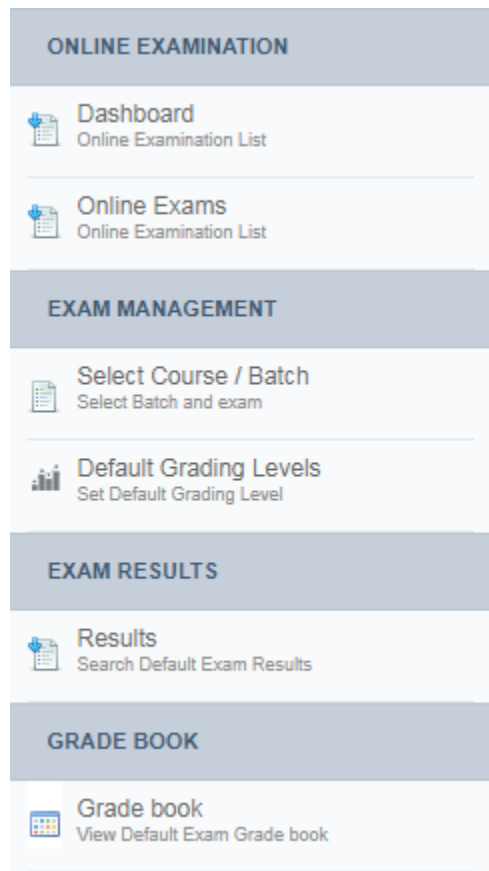 ONLINE EXAMINATION
Dashboard
Online Examination List
Online Exams
Online Examination List
EXAM MANAGEMENT
Select Course / Batch
Select Batch and exam
Default Grading Levels
Set Default Grading Level
EXAM RESULTS
Results
Search Default Exam Results
GRADE BOOK
Grade book
View Default Exam Grade book